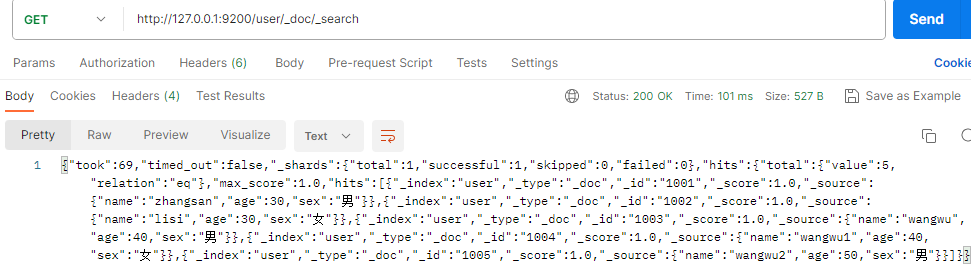 GET http://127.0.0.1:9200/user/_doc/_search Send
Params Authorization Headers (6) Body Pre-request Script Tests Settings
Body Cookies Headers (4) Test Results Status: 200 OK Time: 101 ms Size: 527 B Save as Example
Pretty Raw Preview Visualize Text
1 {"took":69,"timed_out":false,"_shards":{"total":1,"successful":1,"skipped":0,"failed":0},"hits":{"total":{"value":5,
"relation":"eq"},"max_score":1.0,"hits":[{"_index":"user","_type":"_doc","_id":"1001","_score":1.0,"_source":
{"name":"zhangsan","age":30,"sex":"男"}},{"_index":"user","_type":"_doc","_id":"1002","_score":1.0,"_source":
{"name":"lisi","age":30,"sex":"女"}},{"_index":"user","_type":"_doc","_id":"1003","_score":1.0,"_source":{"name":"wangwu",
"age":40,"sex":"男"}},{"_index":"user","_type":"_doc","_id":"1004","_score":1.0,"_source":{"name":"wangwu1","age":40,
"sex":"女"}},{"_index":"user","_type":"_doc","_id":"1005","_score":1.0,"_source":{"name":"wangwu2","age":50,"sex":"男"}}]}}